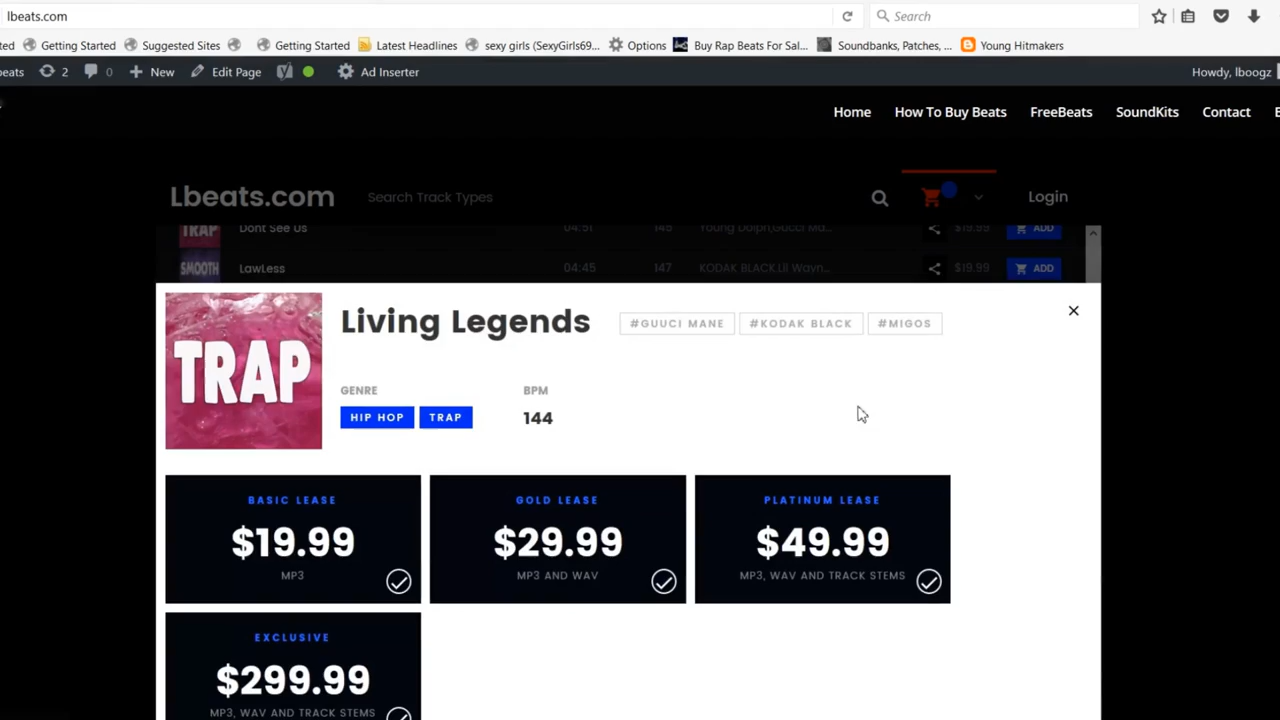 lbeats.com
Search
ted Getting Started Suggested Sites Getting Started Latest Headlines sexy girls (SexyGirls69... Options Buy Rap Beats For Sal... Soundbanks, Patches, ... Young Hitmakers
beats 2 0 New Edit Page Ad Inserter Howdy, lboogz
Home How To Buy Beats FreeBeats SoundKits Contact
Lbeats.com Search Track Types Login
TRAP Dont See Us 04:51 145 Young Dolph,Gucci Ma... $19.99 ADD
SMOOTH LawLess 04:45 147 KODAK BLACK,Lil Wayn... $19.99 ADD
TRAP
Living Legends #GUUCI MANE #KODAK BLACK #MIGOS
GENRE BPM
HIP HOP TRAP 144
BASIC LEASE
$19.99
MP3
GOLD LEASE
$29.99
MP3 AND WAV
PLATINUM LEASE
$49.99
MP3, WAV AND TRACK STEMS
EXCLUSIVE
$299.99
MP3, WAV AND TRACK STEMS